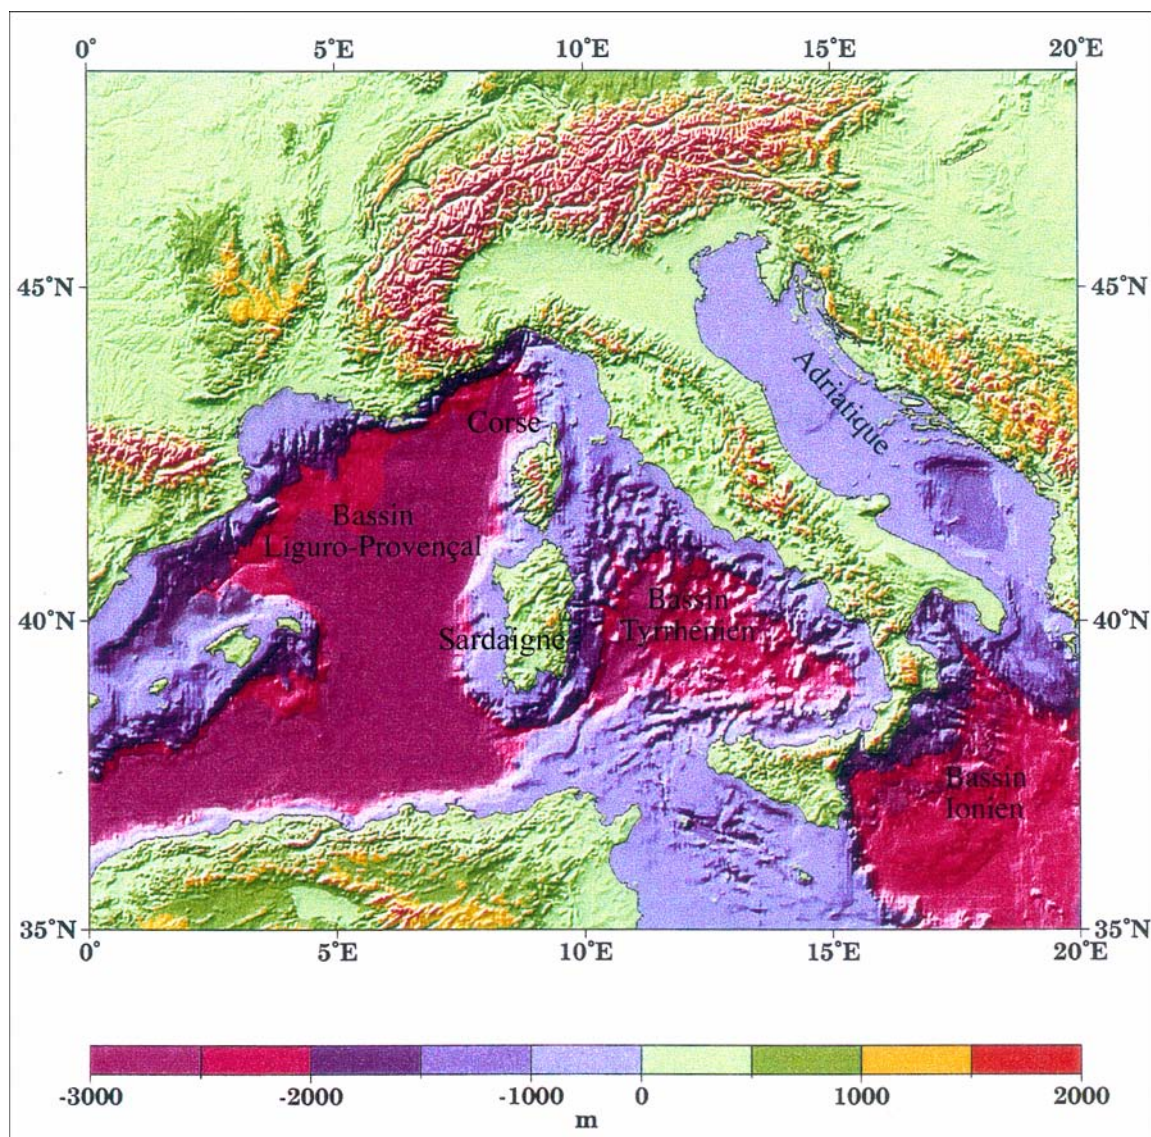 0° 5°E 10°E 15°E 20°E
45°N 45°N
Adriatique
Corse
Bassin
Liguro-Provençal
Bassin
Tyrrhénien
40°N 40°N
Sardaigne
Bassin
Ionien
35°N 35°N
0° 5°E 10°E 15°E 20°E
-3000 -2000 -1000 0 1000 2000
m